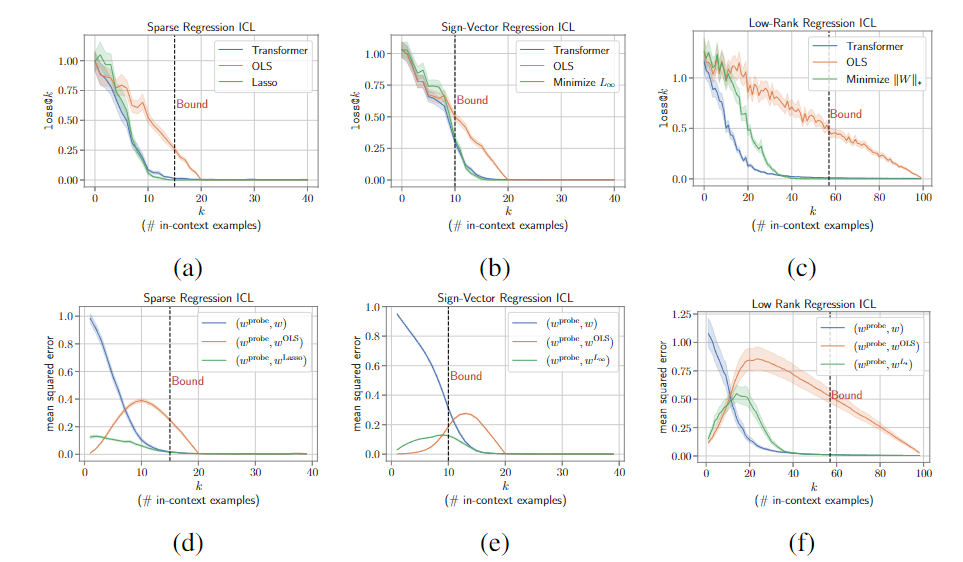 Sparse Regression ICL
loss@k
1.00
0.75
0.50
0.25
0.00
Transformer
OLS
Lasso
Bound
0 10 20 30 40
k
(# in-context examples)
(a)
Sign-Vector Regression ICL
loss@k
1.00
0.75
0.50
0.25
0.00
Transformer
OLS
Minimize L∞
Bound
0 10 20 30 40
k
(# in-context examples)
(b)
Low-Rank Regression ICL
loss@k
1.0
0.5
0.0
Transformer
OLS
Minimize ‖W‖*
Bound
0 20 40 60 80 100
k
(# in-context examples)
(c)
Sparse Regression ICL
mean squared error
1.0
0.8
0.6
0.4
0.2
0.0
(w^probe, w)
(w^probe, w^OLS)
(w^probe, w^Lasso)
Bound
0 10 20 30 40
k
(# in-context examples)
(d)
Sign-Vector Regression ICL
mean squared error
1.0
0.8
0.6
0.4
0.2
0.0
(w^probe, w)
(w^probe, w^OLS)
(w^probe, w^L∞)
Bound
0 10 20 30 40
k
(# in-context examples)
(e)
Low Rank Regression ICL
mean squared error
1.25
1.00
0.75
0.50
0.25
0.00
(w^probe, w)
(w^probe, w^OLS)
(w^probe, w^L*)
Bound
0 20 40 60 80 100
k
(# in-context examples)
(f)